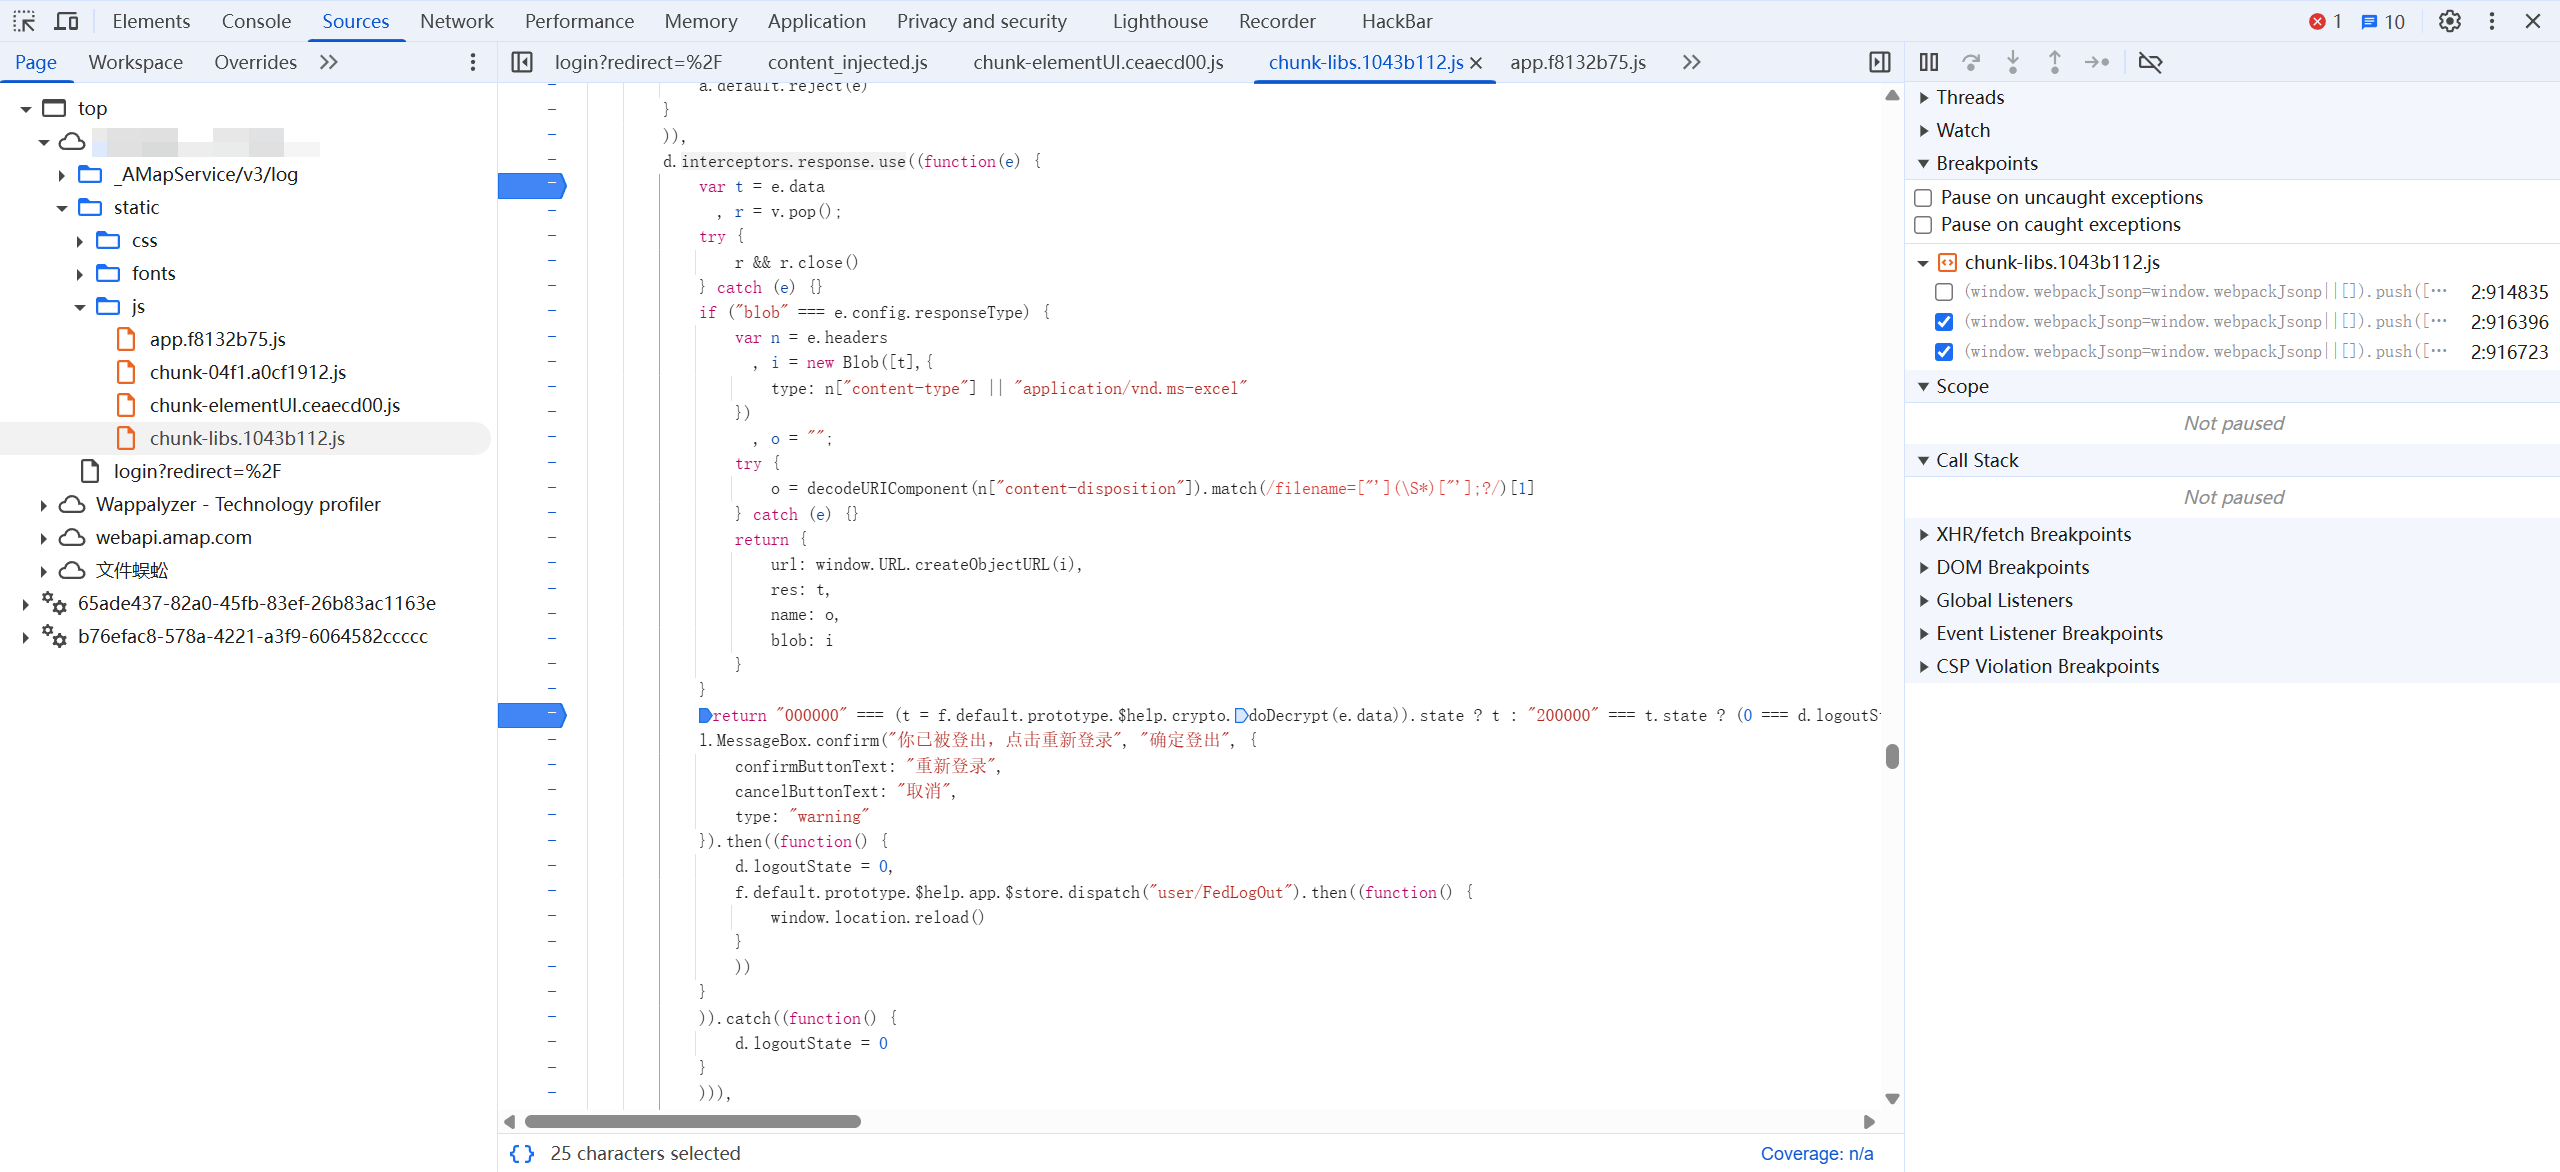 Elements Console Sources Network Performance Memory Application Privacy and security Lighthouse Recorder HackBar 1 10
Page Workspace Overrides
login?redirect=%2F content_injected.js chunk-elementUI.ceaecd00.js chunk-libs.1043b112.js app.f8132b75.js
top
_AMapService/v3/log
static
css
fonts
js
app.f8132b75.js
chunk-04f1.a0cf1912.js
chunk-elementUI.ceaecd00.js
chunk-libs.1043b112.js
login?redirect=%2F
Wappalyzer - Technology profiler
webapi.amap.com
文件蜈蚣
65ade437-82a0-45fb-83ef-26b83ac1163e
b76efac8-578a-4221-a3f9-6064582ccccc
a.default.reject(e)
}
)),
d.interceptors.response.use((function(e) {
var t = e.data
, r = v.pop();
try {
r && r.close()
} catch (e) {}
if ("blob" === e.config.responseType) {
var n = e.headers
, i = new Blob([t],{
type: n["content-type"] || "application/vnd.ms-excel"
})
, o = "";
try {
o = decodeURIComponent(n["content-disposition"]).match(/filename=["'](\S*)["'];?/)[1]
} catch (e) {}
return {
url: window.URL.createObjectURL(i),
res: t,
name: o,
blob: i
}
}
return "000000" === (t = f.default.prototype.$help.crypto.doDecrypt(e.data)).state ? t : "200000" === t.state ? (0 === d.logoutS
l.MessageBox.confirm("你已被登出，点击重新登录", "确定登出", {
confirmButtonText: "重新登录",
cancelButtonText: "取消",
type: "warning"
}).then((function() {
d.logoutState = 0,
f.default.prototype.$help.app.$store.dispatch("user/FedLogOut").then((function() {
window.location.reload()
}
))
}
)).catch((function() {
d.logoutState = 0
}
))),
{} 25 characters selected
Coverage: n/a
Threads
Watch
Breakpoints
Pause on uncaught exceptions
Pause on caught exceptions
chunk-libs.1043b112.js
(window.webpackJsonp=window.webpackJsonp||[]).push([… 2:914835
(window.webpackJsonp=window.webpackJsonp||[]).push([… 2:916396
(window.webpackJsonp=window.webpackJsonp||[]).push([… 2:916723
Scope
Not paused
Call Stack
Not paused
XHR/fetch Breakpoints
DOM Breakpoints
Global Listeners
Event Listener Breakpoints
CSP Violation Breakpoints